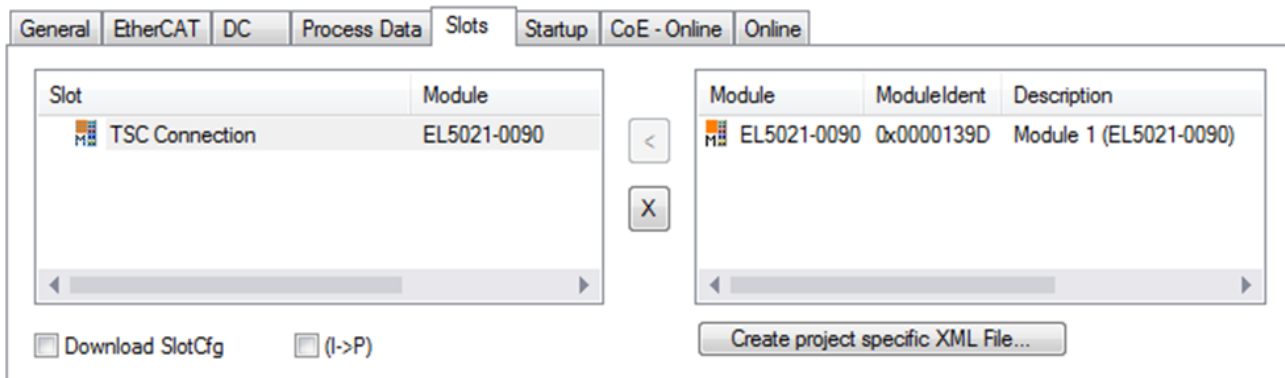 General EtherCAT DC Process Data Slots Startup CoE - Online Online
Slot Module
TSC Connection EL5021-0090
<
X
Module ModuleIdent Description
EL5021-0090 0x0000139D Module 1 (EL5021-0090)
Download SlotCfg (I->P)
Create project specific XML File...